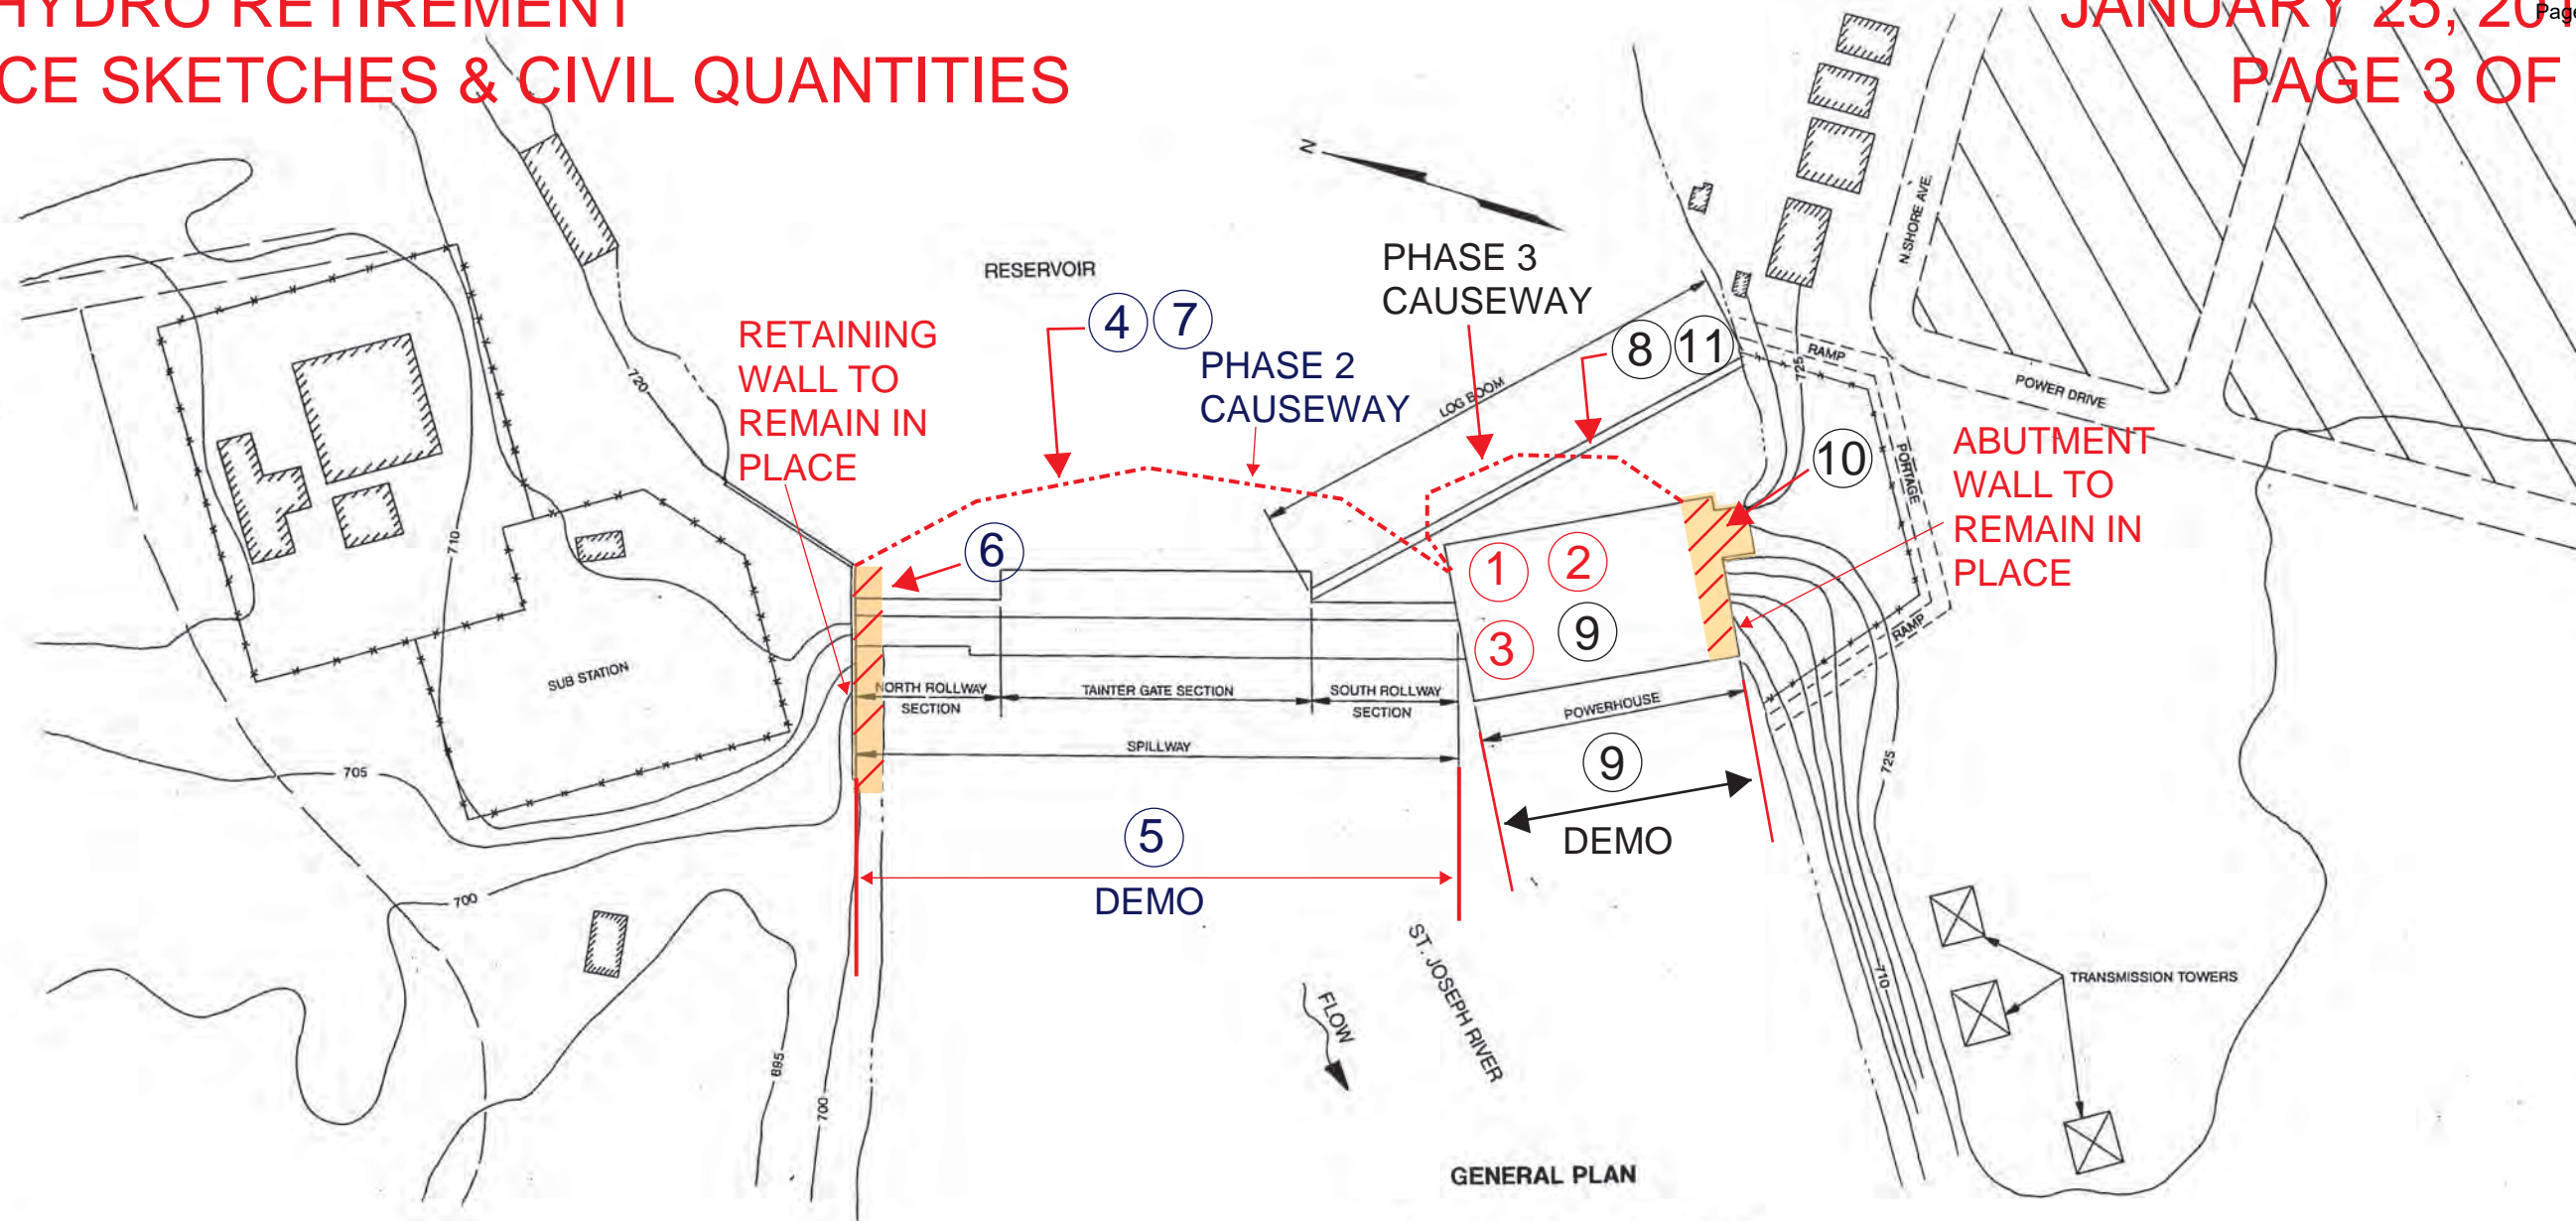 HYDRO RETIREMENT
CE SKETCHES & CIVIL QUANTITIES
JANUARY 25, 20
Page
PAGE 3 OF
N
RESERVOIR
RETAINING
WALL TO
REMAIN IN
PLACE
4 7
PHASE 2
CAUSEWAY
PHASE 3
CAUSEWAY
8 11
LOG BOOM
N.SHORE AVE.
RAMP
POWER DRIVE
PORTAGE
RAMP
10
ABUTMENT
WALL TO
REMAIN IN
PLACE
720
725
710
6
1 2
3 9
SUB STATION
NORTH ROLLWAY
SECTION
TAINTER GATE SECTION
SOUTH ROLLWAY
SECTION
POWERHOUSE
SPILLWAY
705
725
9
DEMO
5
DEMO
700
ST. JOSEPH RIVER
FLOW
710
TRANSMISSION TOWERS
695
700
GENERAL PLAN